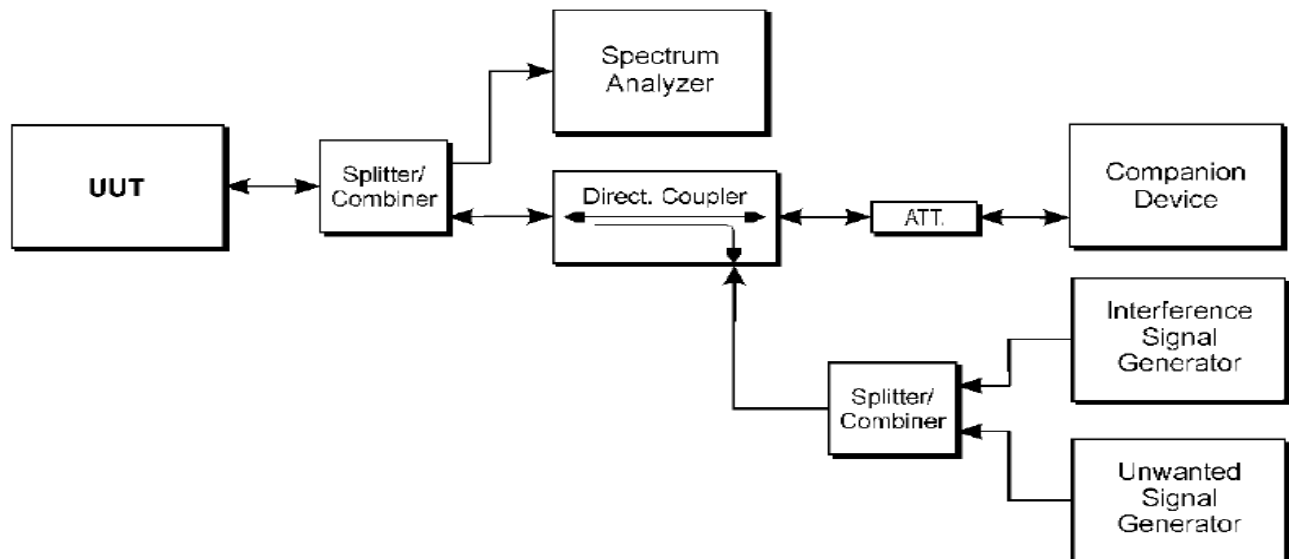 Spectrum
Analyzer
UUT
Splitter/
Combiner
Direct. Coupler
ATT.
Companion
Device
Interference
Signal
Generator
Splitter/
Combiner
Unwanted
Signal
Generator